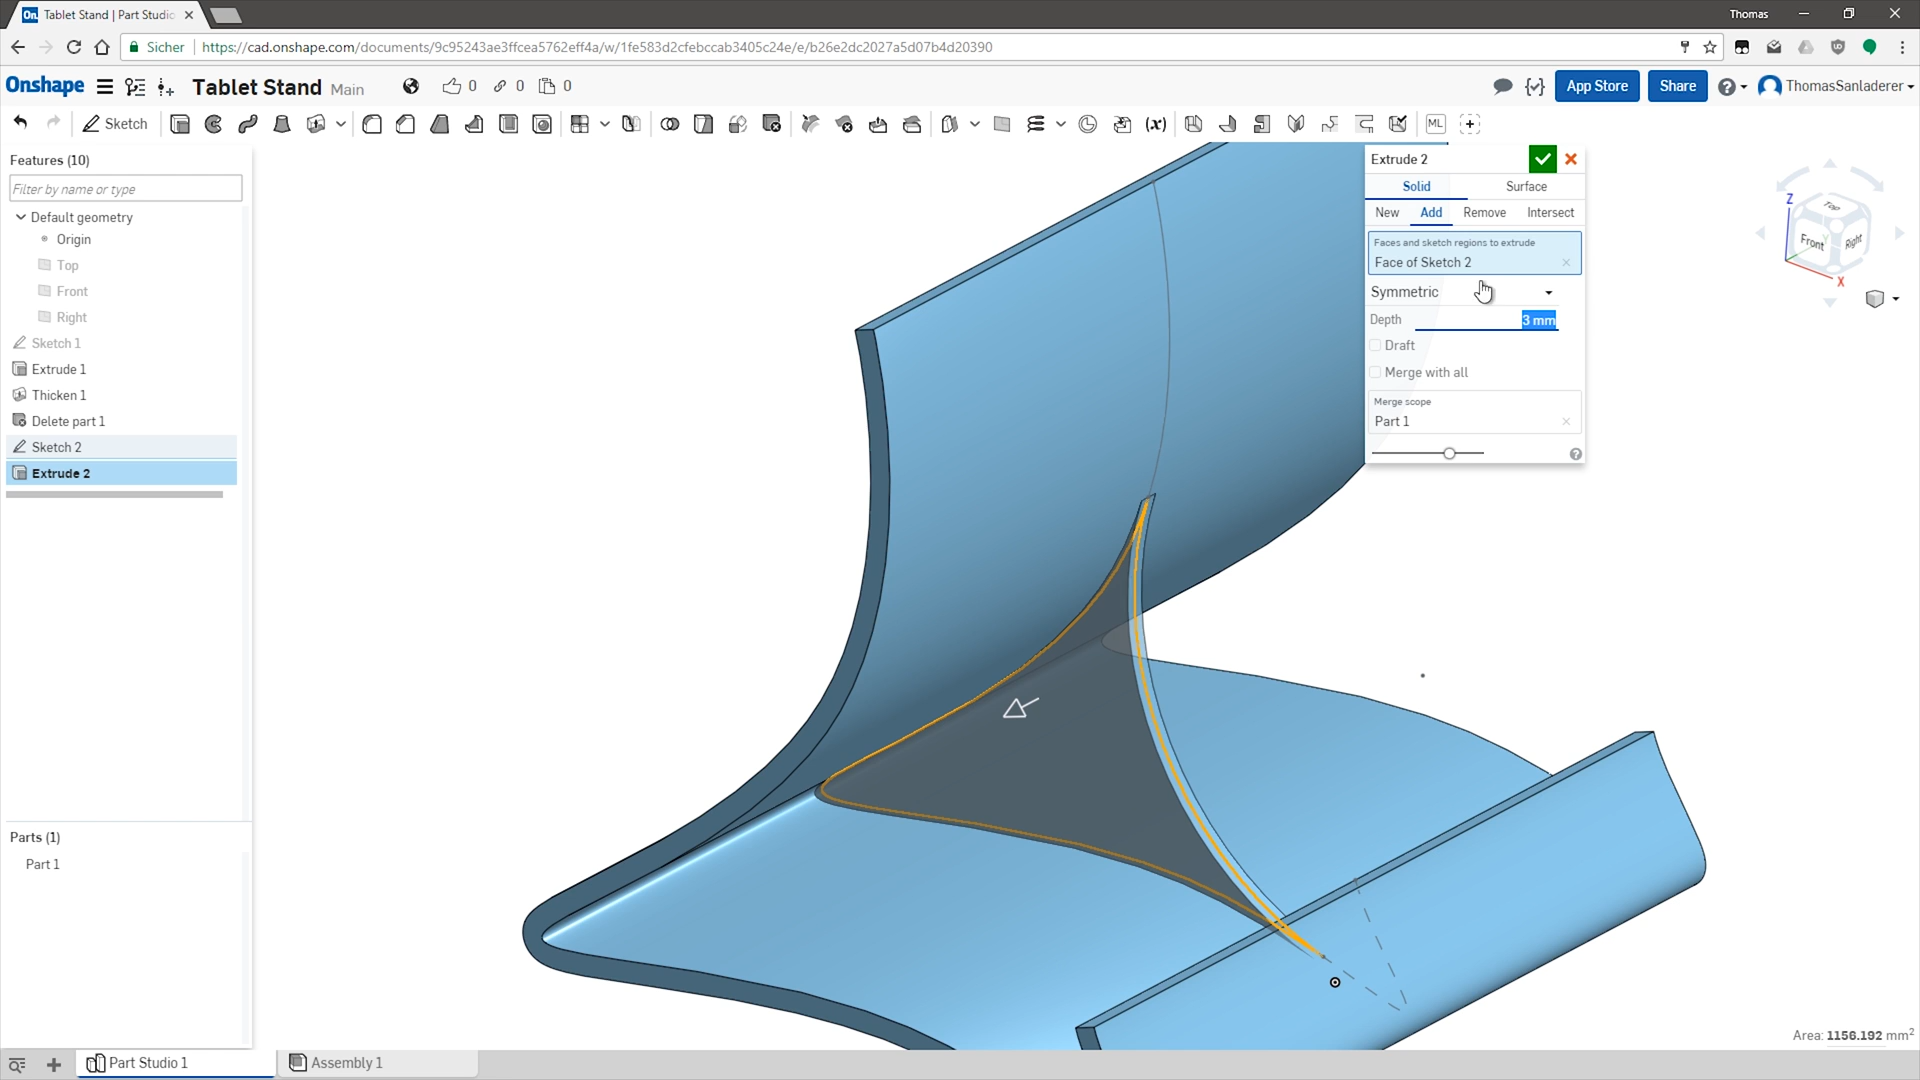 On Tablet Stand | Part Studio
Thomas
Sicher https://cad.onshape.com/documents/9c95243ae3ffcea5762eff4a/w/1fe583d2cfebccab3405c24e/e/b26e2dc2027a5d07b4d20390
Onshape Tablet Stand Main 0 0 0 App Store Share ThomasSanladerer
Sketch (x) ML
Features (10)
Filter by name or type
Default geometry
Origin
Top
Front
Right
Sketch 1
Extrude 1
Thicken 1
Delete part 1
Sketch 2
Extrude 2
Parts (1)
Part 1
Extrude 2
Solid Surface
New Add Remove Intersect
Faces and sketch regions to extrude
Face of Sketch 2
Symmetric
Depth 3 mm
Draft
Merge with all
Merge scope
Part 1
Z
Top
Front
Right
X
Area: 1156.192 mm²
Part Studio 1
Assembly 1